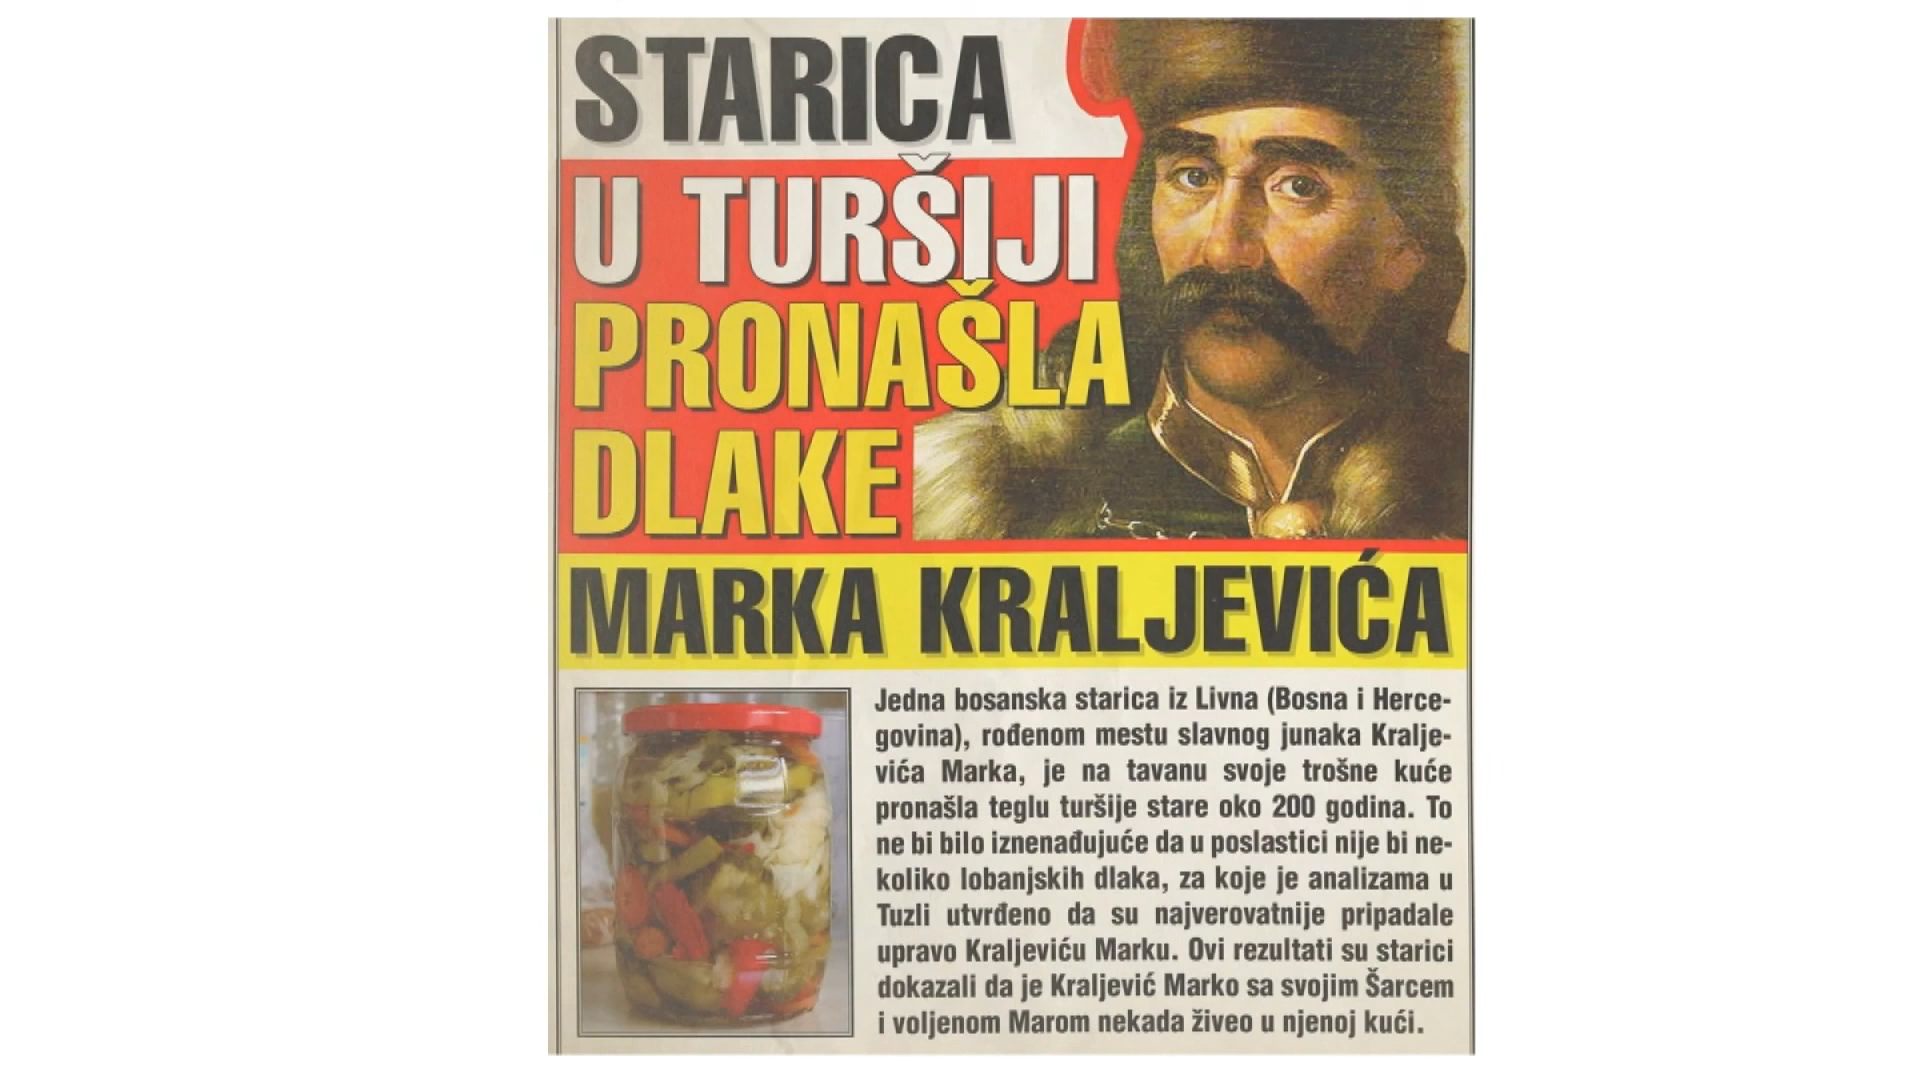 STARICA
U TURŠIJI
PRONAŠLA
DLAKE
MARKA KRALJEVIĆA
Jedna bosanska starica iz Livna (Bosna i Herce-
govina), rođenom mestu slavnog junaka Kralje-
vića Marka, je na tavanu svoje trošne kuće
pronašla teglu turšije stare oko 200 godina. To
ne bi bilo iznenađujuće da u poslastici nije bi ne-
koliko lobanjskih dlaka, za koje je analizama u
Tuzli utvrđeno da su najverovatnije pripadale
upravo Kraljeviću Marku. Ovi rezultati su starici
dokazali da je Kraljević Marko sa svojim Šarcem
i voljenom Marom nekada živeo u njenoj kući.